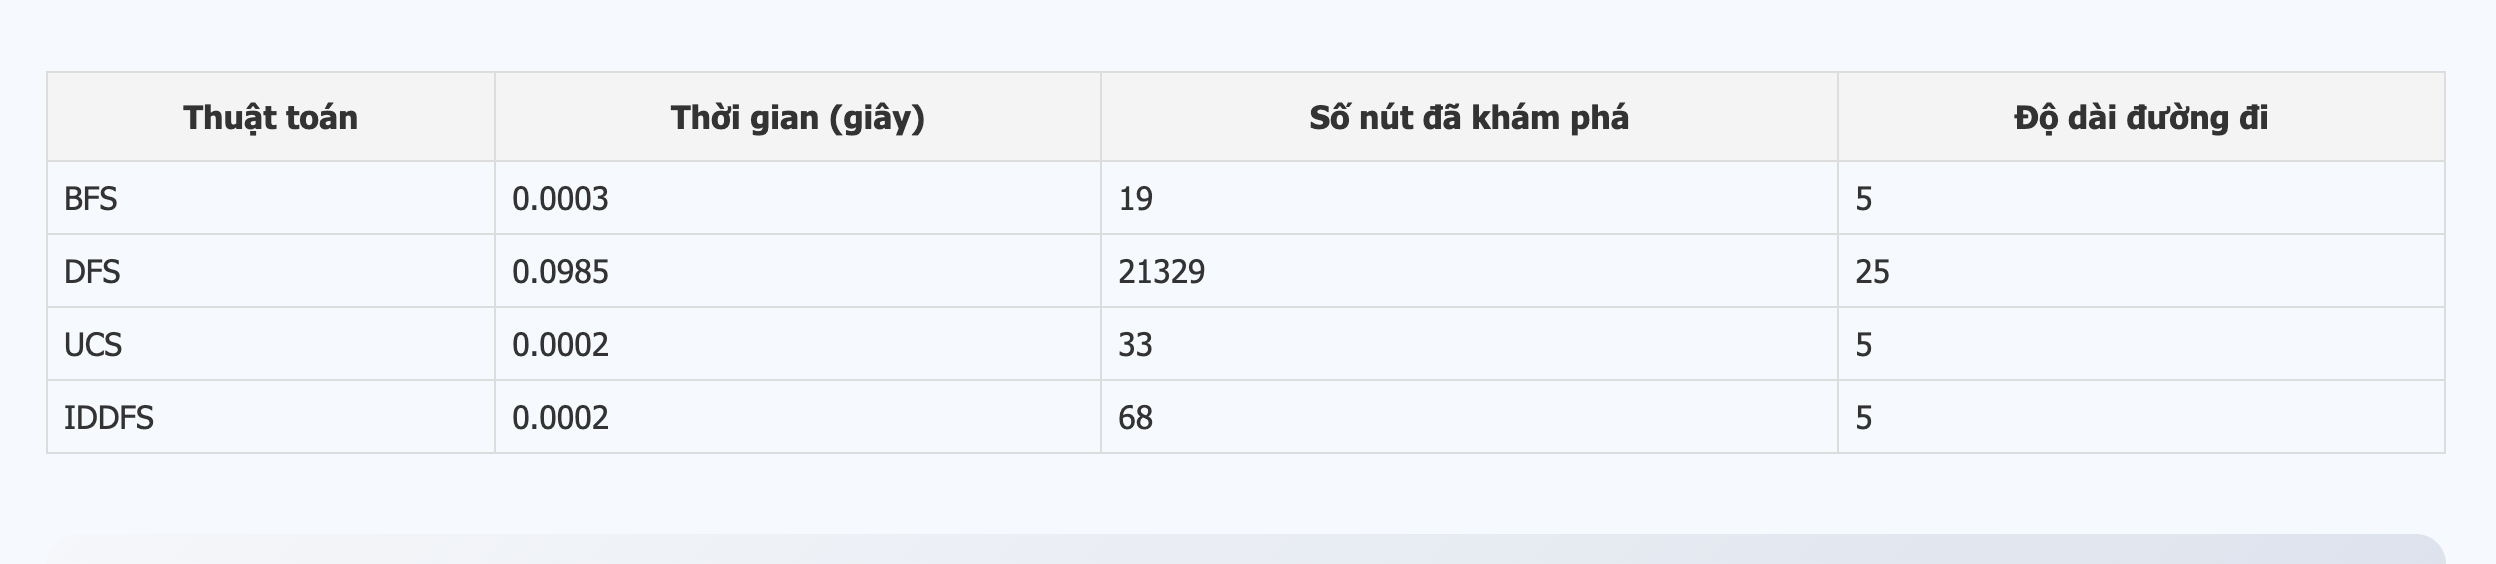 Thuật toán Thời gian (giây) Số nút đã khám phá Độ dài đường đi
BFS 0.0003 19 5
DFS 0.0985 21329 25
UCS 0.0002 33 5
IDDFS 0.0002 68 5